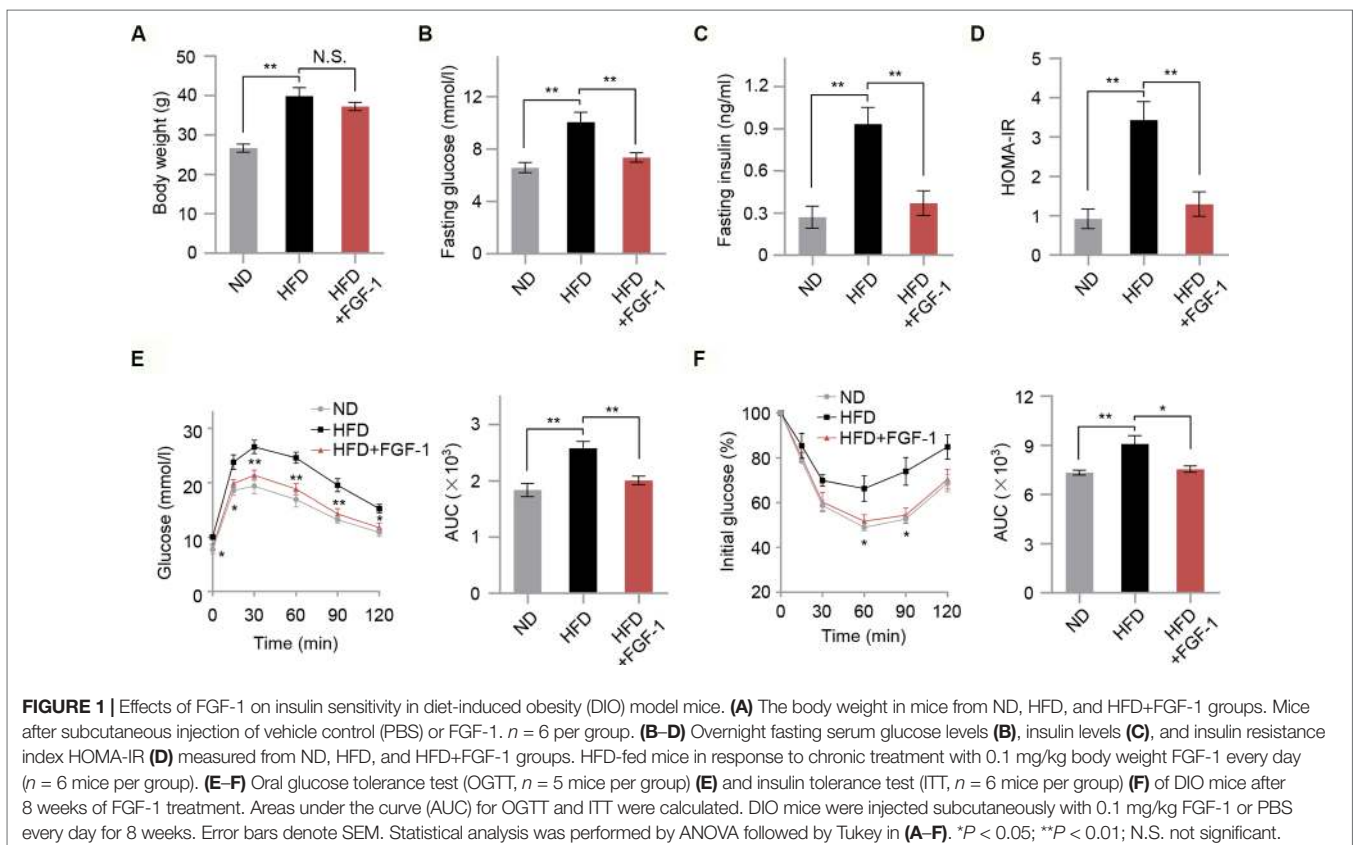 A
B
C
D
50
40
30
20
10
0
Body weight (g)
**
N.S.
ND
HFD
HFD
+FGF-1
12
9
6
3
0
Fasting glucose (mmol/l)
**
**
ND
HFD
HFD
+FGF-1
1.2
0.9
0.6
0.3
0
Fasting insulin (ng/ml)
**
**
ND
HFD
HFD
+FGF-1
5
4
3
2
1
0
HOMA-IR
**
**
ND
HFD
HFD
+FGF-1
E
F
ND
HFD
HFD+FGF-1
30
20
10
0
Glucose (mmol/l)
*
*
**
**
**
*
0
30
60
90
120
Time (min)
3
2
1
0
AUC (×10³)
**
**
ND
HFD
HFD
+FGF-1
ND
HFD
HFD+FGF-1
100
80
60
40
20
Initial glucose (%)
*
*
0
30
60
90
120
Time (min)
12
9
6
3
0
AUC (×10³)
**
*
ND
HFD
HFD
+FGF-1
FIGURE 1 | Effects of FGF-1 on insulin sensitivity in diet-induced obesity (DIO) model mice. (A) The body weight in mice from ND, HFD, and HFD+FGF-1 groups. Mice
after subcutaneous injection of vehicle control (PBS) or FGF-1. n = 6 per group. (B–D) Overnight fasting serum glucose levels (B), insulin levels (C), and insulin resistance
index HOMA-IR (D) measured from ND, HFD, and HFD+FGF-1 groups. HFD-fed mice in response to chronic treatment with 0.1 mg/kg body weight FGF-1 every day
(n = 6 mice per group). (E–F) Oral glucose tolerance test (OGTT, n = 5 mice per group) (E) and insulin tolerance test (ITT, n = 6 mice per group) (F) of DIO mice after
8 weeks of FGF-1 treatment. Areas under the curve (AUC) for OGTT and ITT were calculated. DIO mice were injected subcutaneously with 0.1 mg/kg FGF-1 or PBS
every day for 8 weeks. Error bars denote SEM. Statistical analysis was performed by ANOVA followed by Tukey in (A–F). *P < 0.05; **P < 0.01; N.S. not significant.